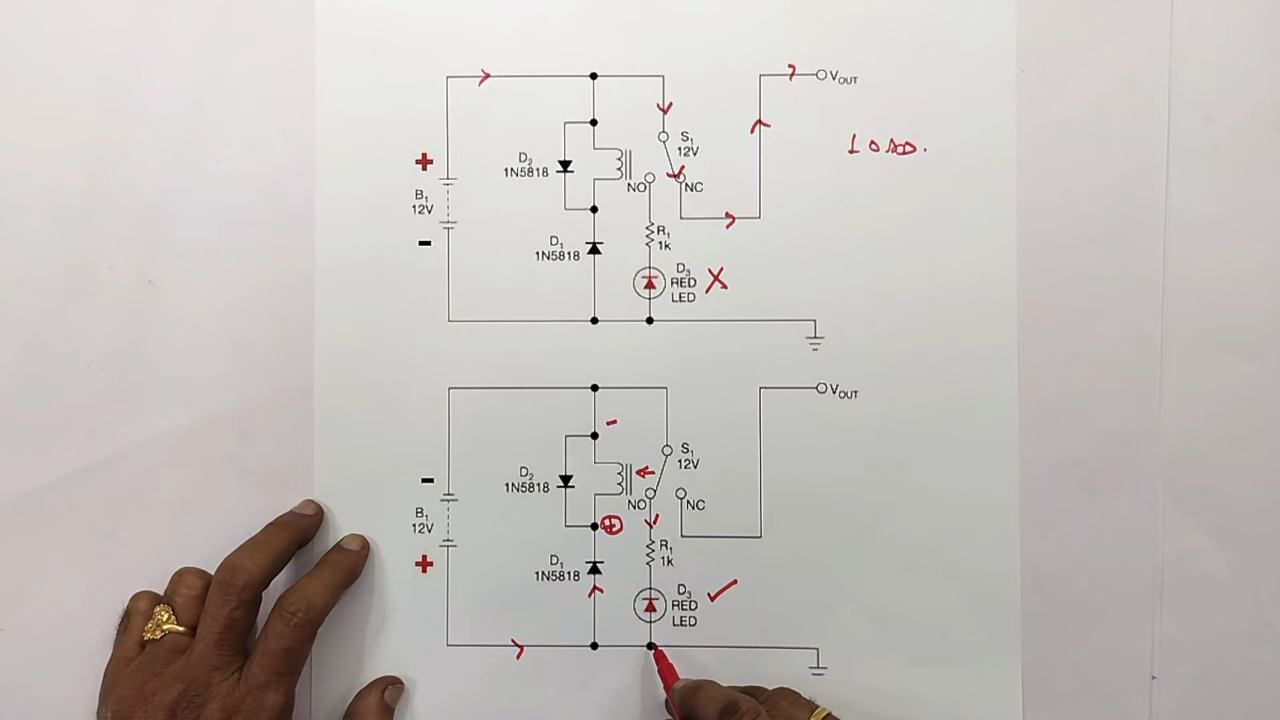 VOUT
+
S1
12V
D2
1N5818
LOAD.
NO
NC
B1
12V
-
D1
1N5818
R1
1k
D3
RED
LED
X
VOUT
-
-
S1
12V
D2
1N5818
NO
NC
B1
12V
+
D1
1N5818
R1
1k
+
D3
RED
LED